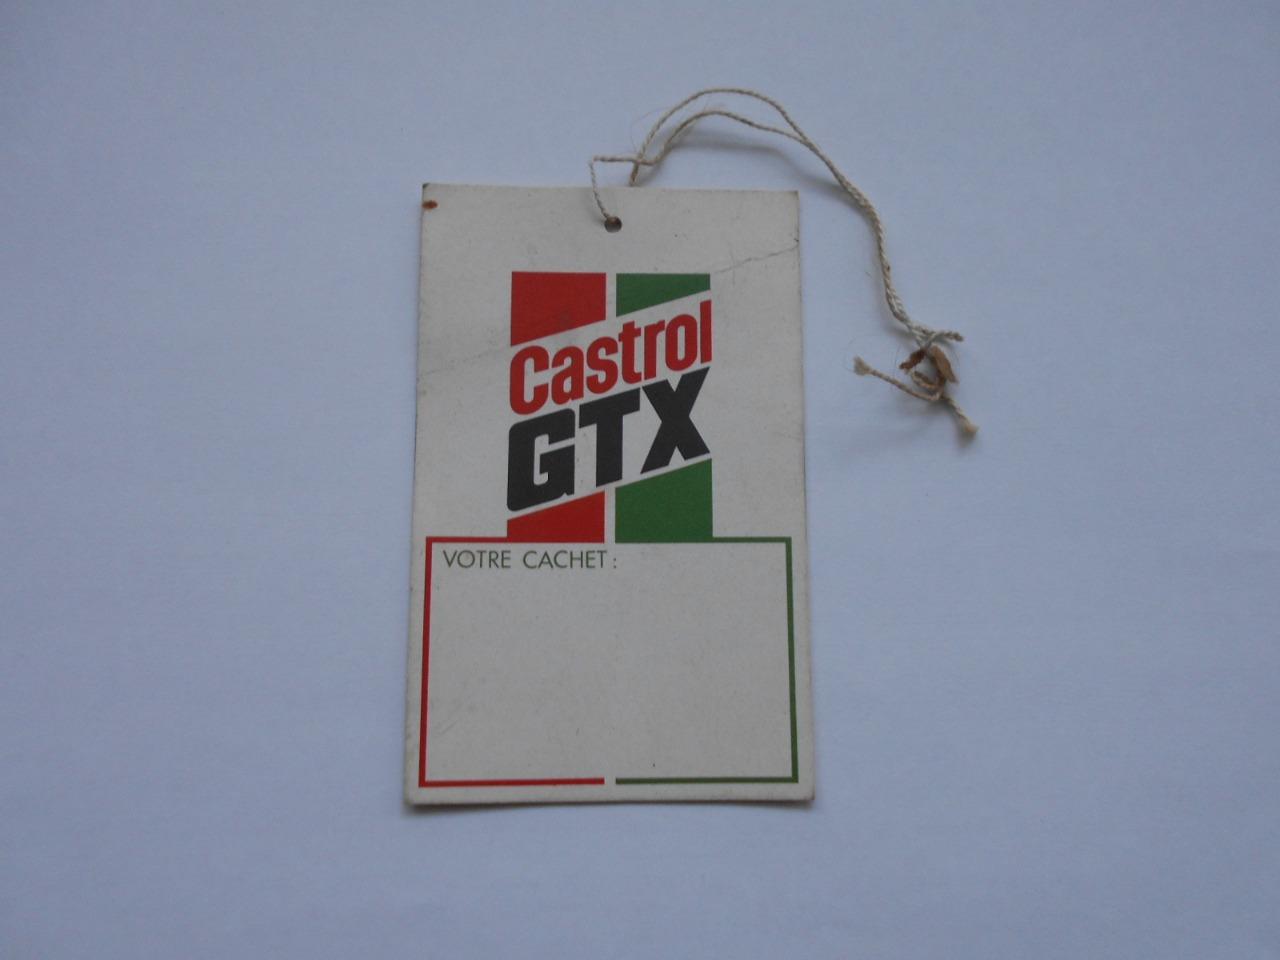 Castrol
GTX
VOTRE CACHET :